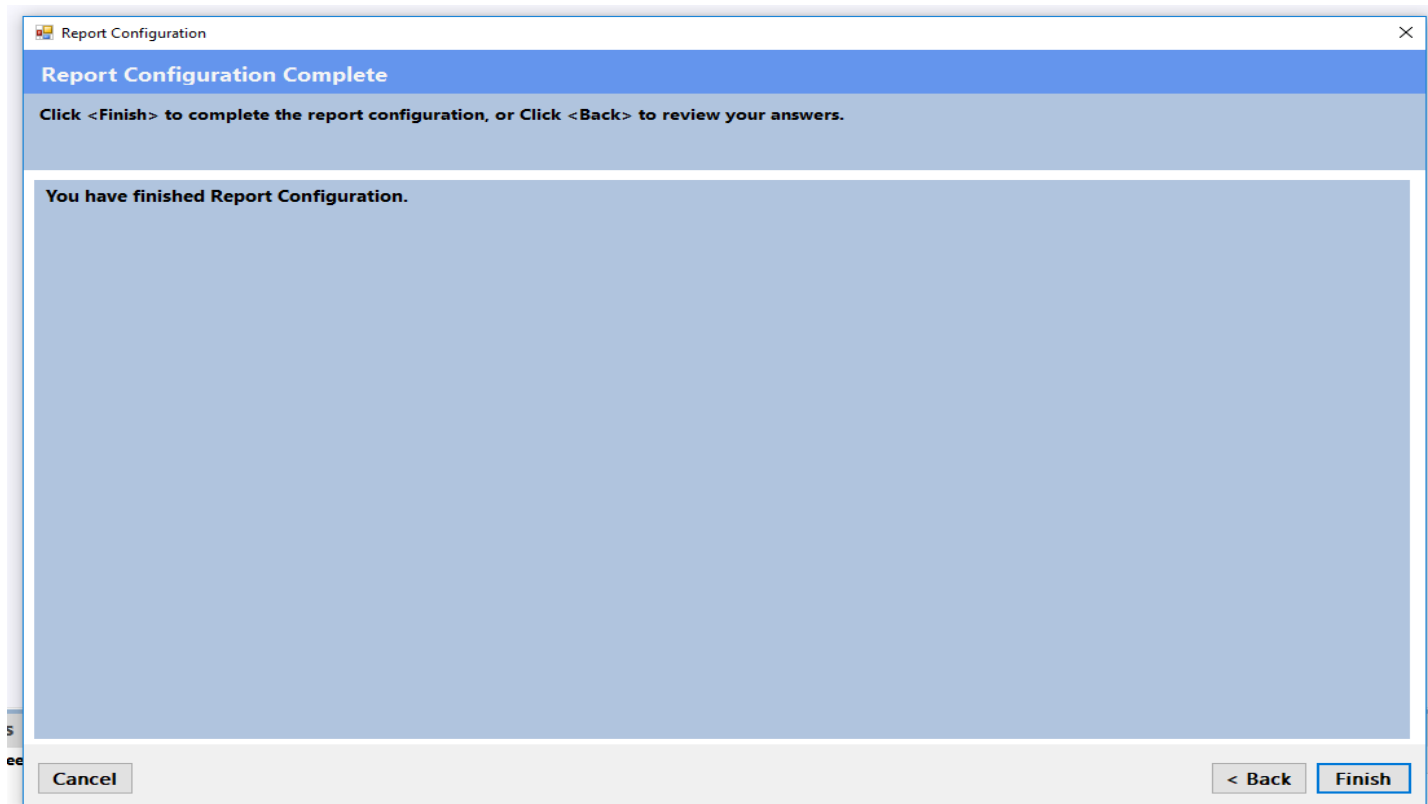 Report Configuration
Report Configuration Complete
Click <Finish> to complete the report configuration, or Click <Back> to review your answers.
You have finished Report Configuration.
s
ee
Cancel
< Back
Finish